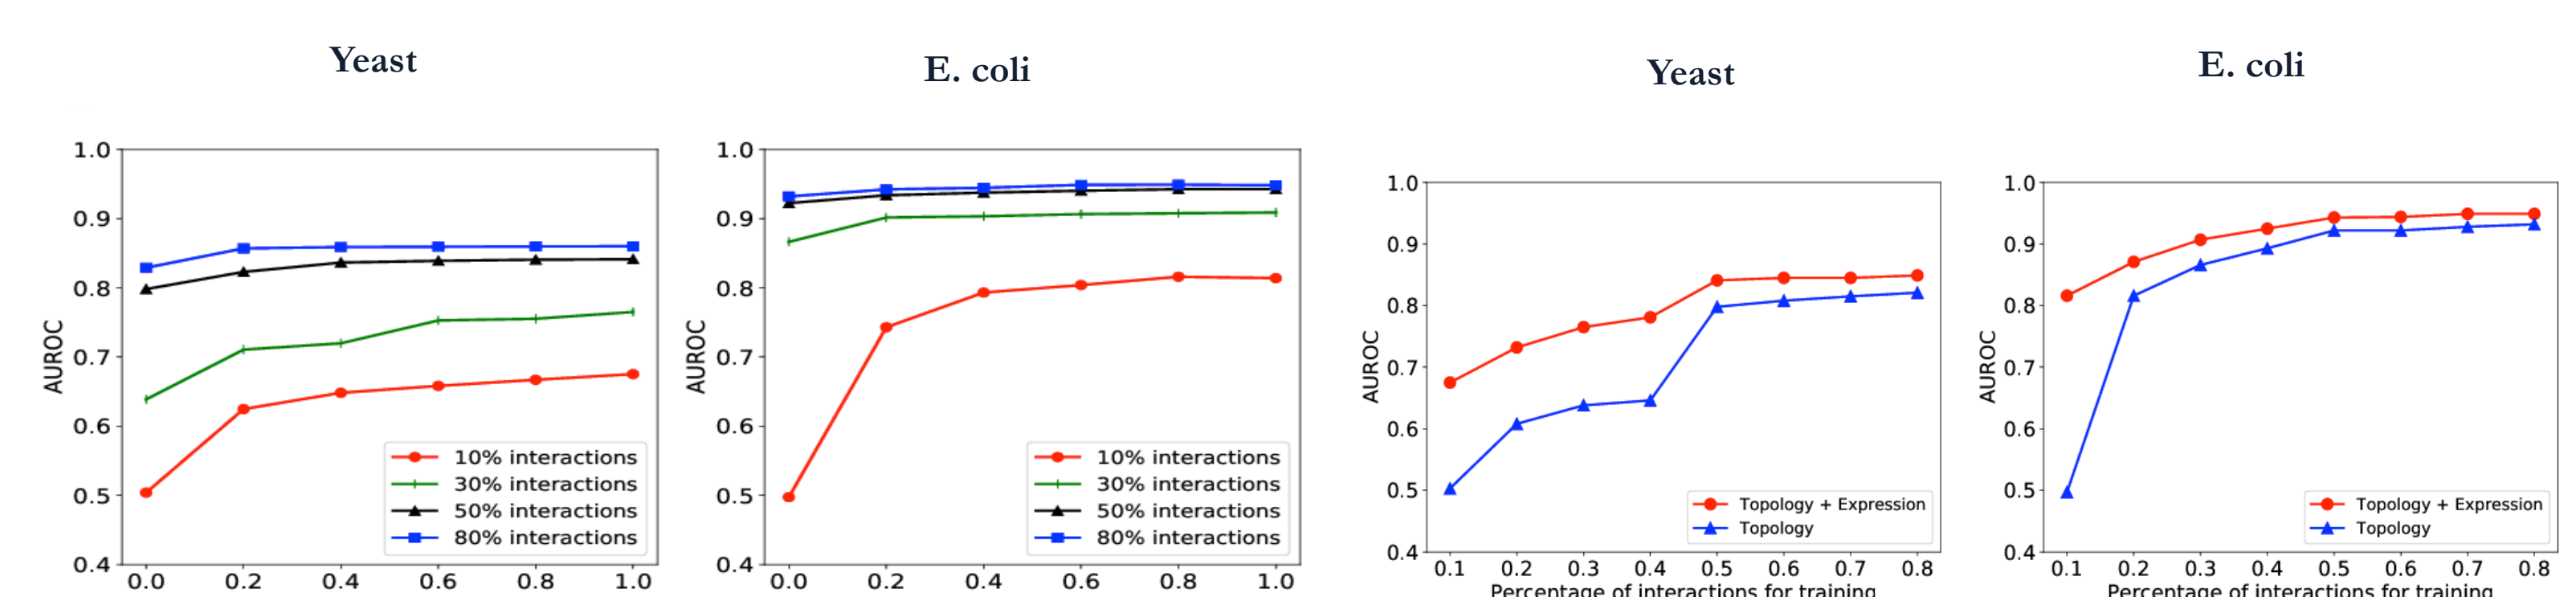 Yeast
E. coli
Yeast
E. coli
1.0
0.9
0.8
0.7
0.6
0.5
0.4
AUROC
10% interactions
30% interactions
50% interactions
80% interactions
0.0 0.2 0.4 0.6 0.8 1.0
1.0
0.9
0.8
0.7
0.6
0.5
0.4
AUROC
10% interactions
30% interactions
50% interactions
80% interactions
0.0 0.2 0.4 0.6 0.8 1.0
1.0
0.9
0.8
0.7
0.6
0.5
0.4
AUROC
Topology + Expression
Topology
0.1 0.2 0.3 0.4 0.5 0.6 0.7 0.8
Percentage of interactions for training
1.0
0.9
0.8
0.7
0.6
0.5
0.4
AUROC
Topology + Expression
Topology
0.1 0.2 0.3 0.4 0.5 0.6 0.7 0.8
Percentage of interactions for training